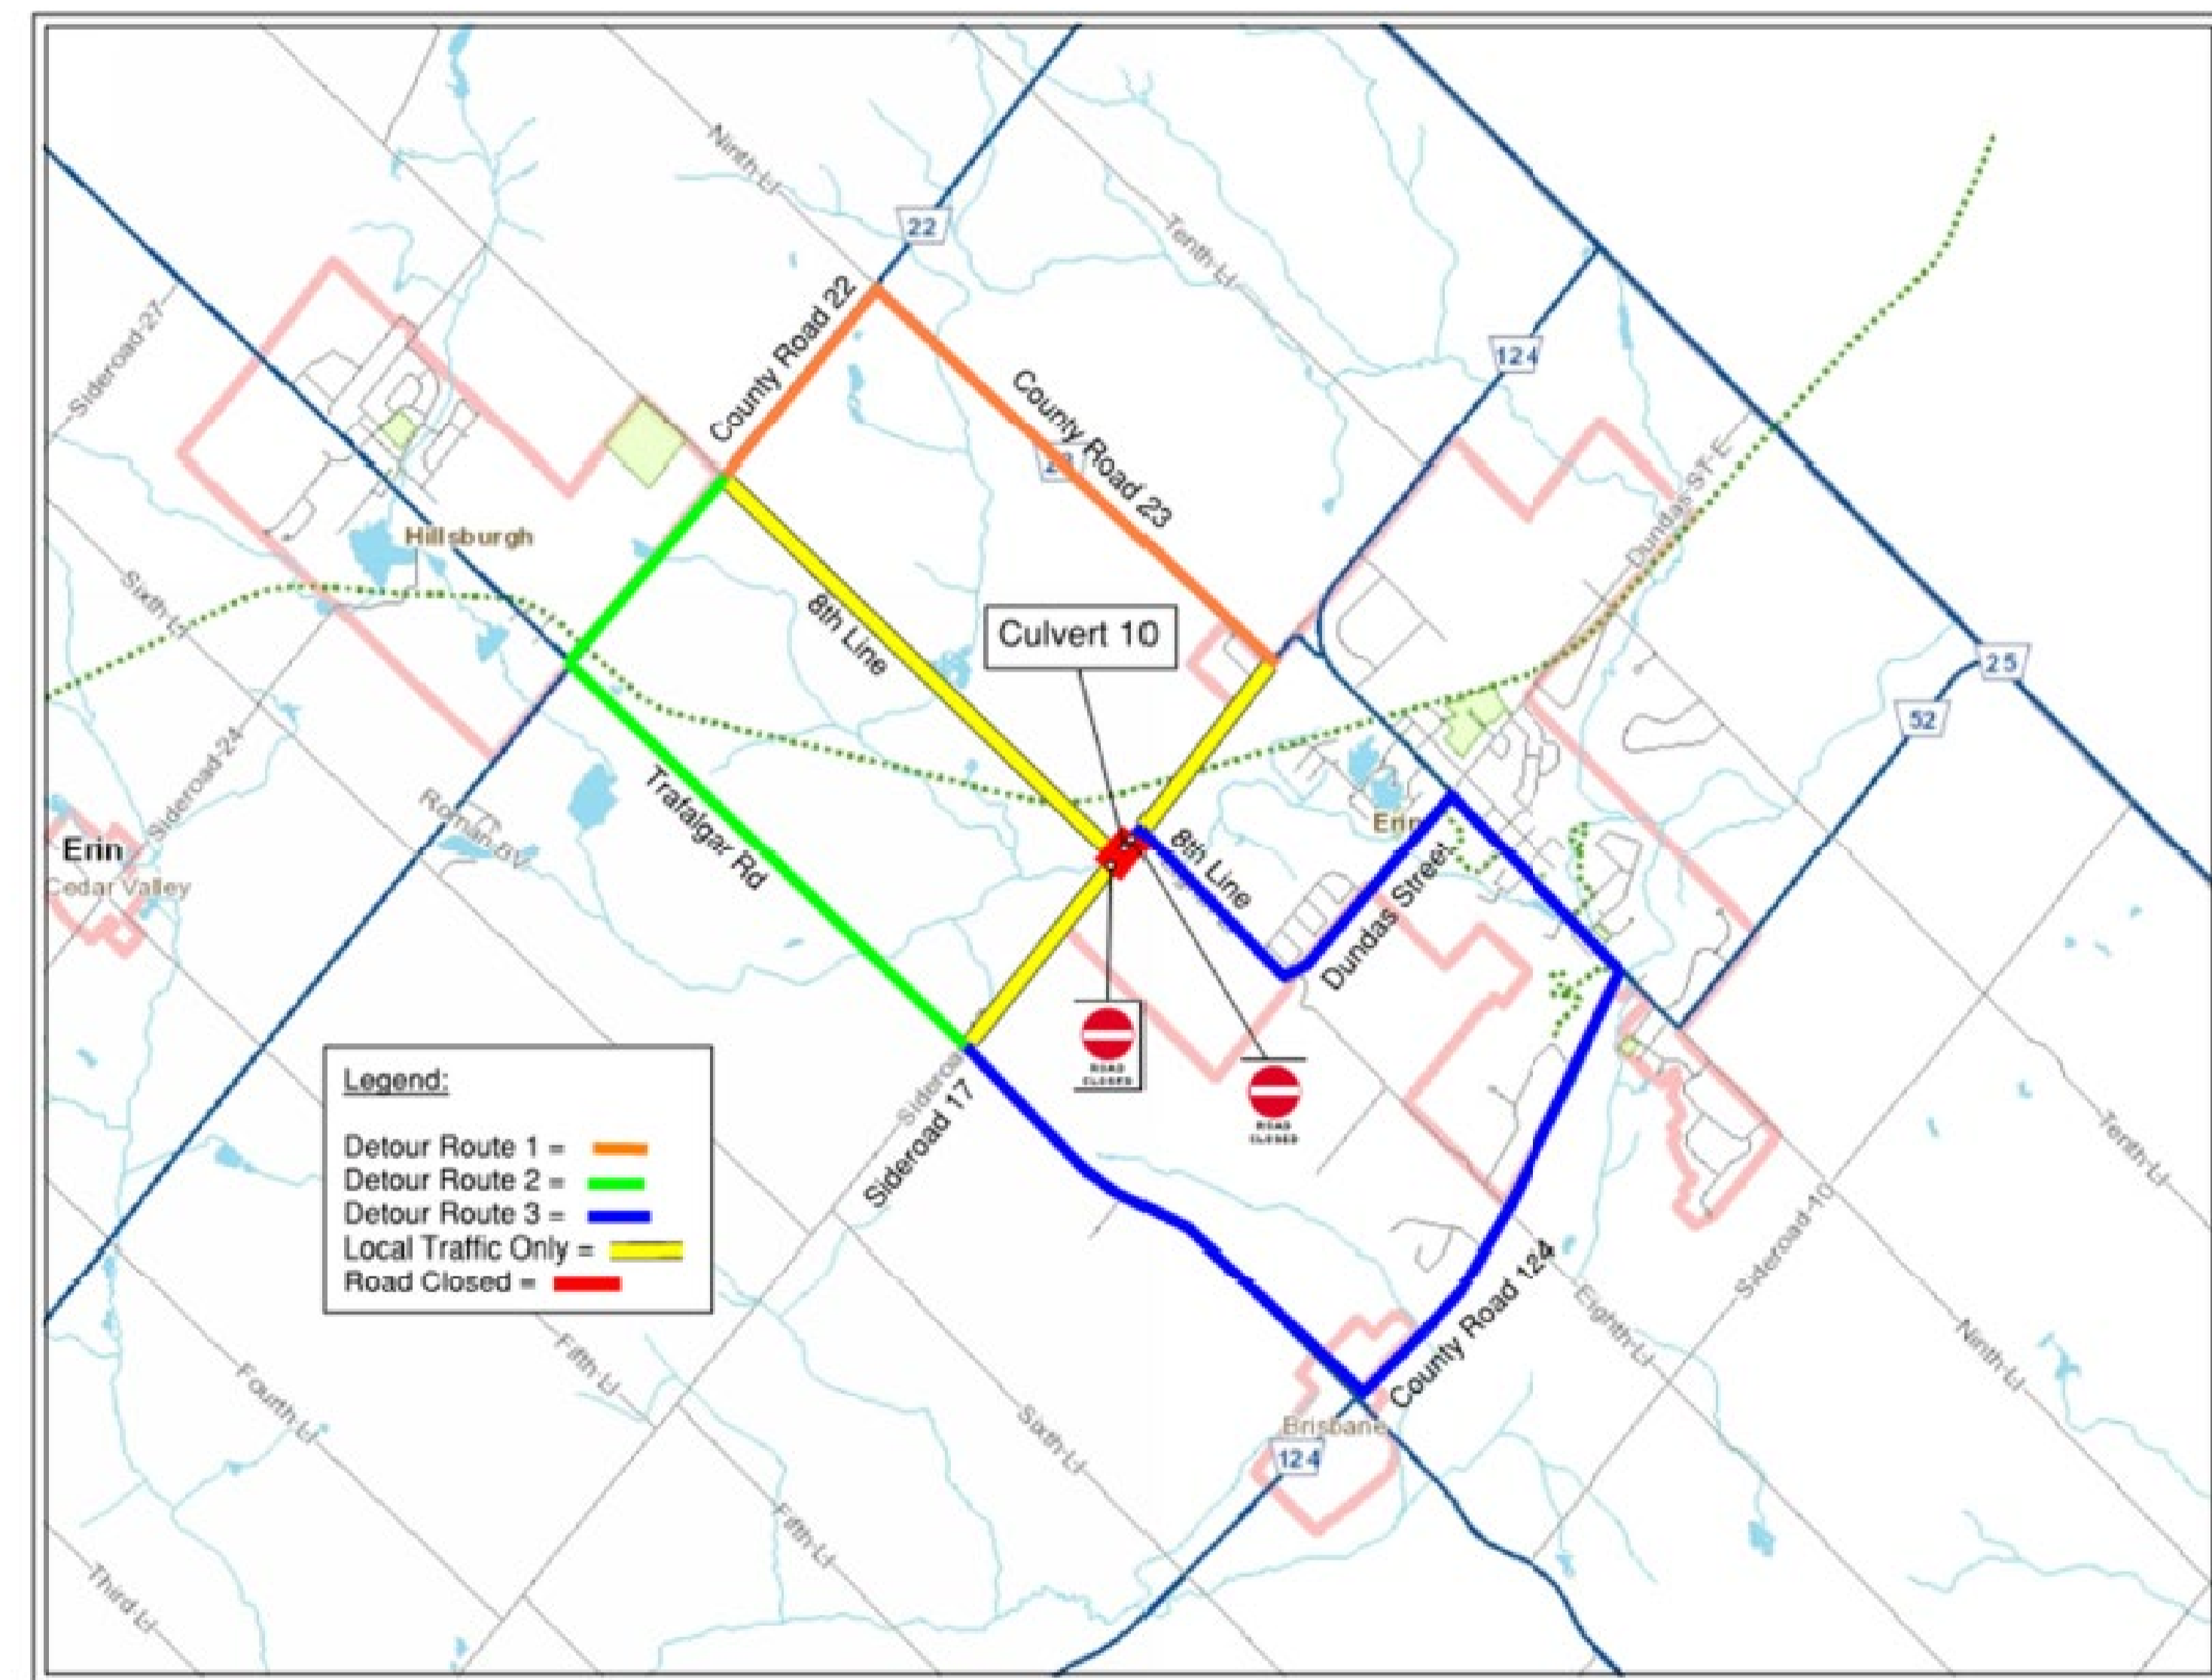 Ninth LI
22
Tenth LI
Sideroad 27
County Road 22
124
County Road 23
Dundas ST E
Hillsburgh
Sixth LI
8th Line
Culvert 10
25
52
Sideroad 24
Trafalgar Rd
Roman BV
Erin
Cedar Valley
Erin
8th Line
Dundas Street
ROAD
CLOSED
ROAD
CLOSED
Sideroad 17
Legend:
Detour Route 1 =
Detour Route 2 =
Detour Route 3 =
Local Traffic Only =
Road Closed =
Tenth LI
Sideroad 10
County Road 124
Eighth LI
Ninth LI
Fifth LI
Fourth LI
Sixth LI
Brisbane
124
Fifth LI
Third LI